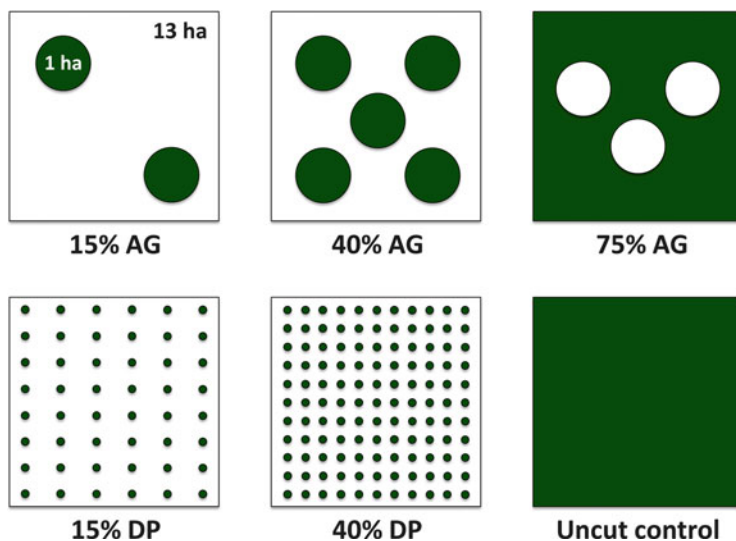 13 ha
1 ha
15% AG
40% AG
75% AG
15% DP
40% DP
Uncut control